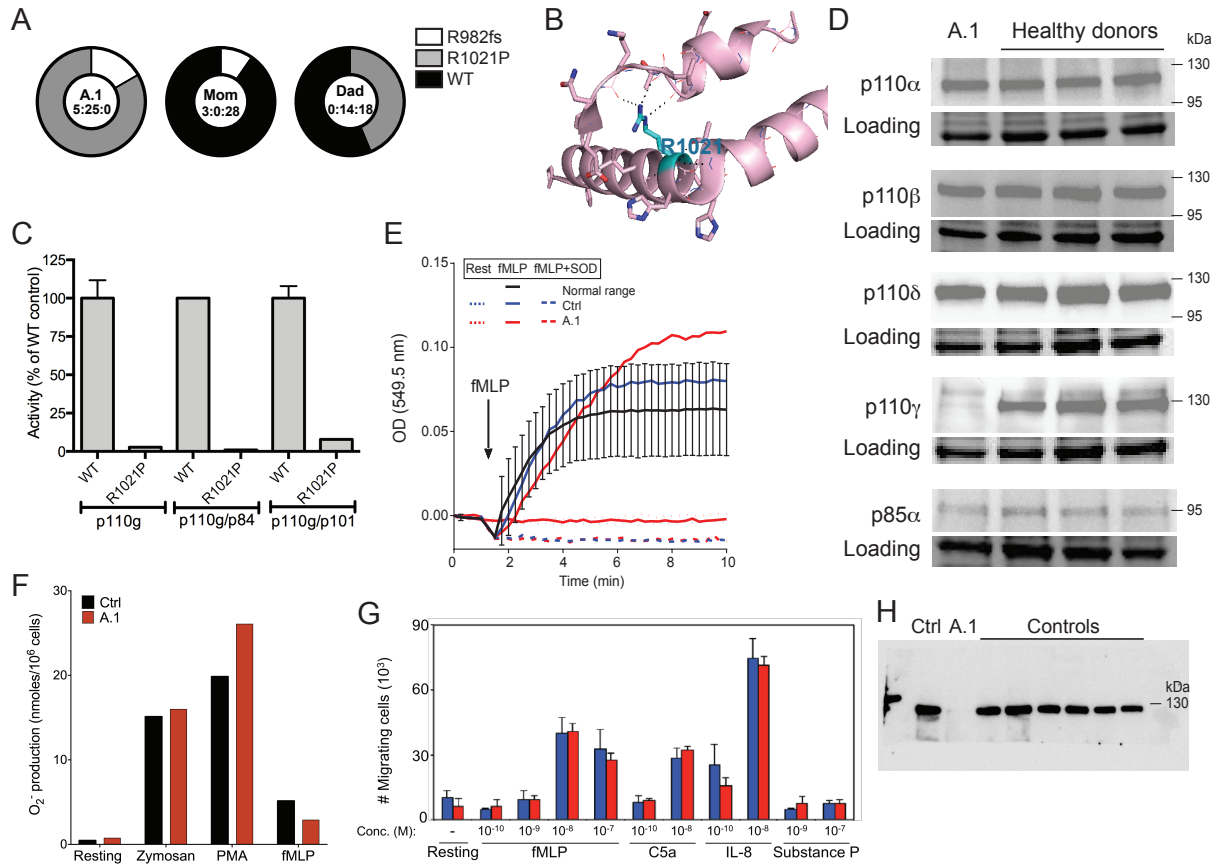 A
R982fs
R1021P
WT
A.1
5:25:0
Mom
3:0:28
Dad
0:14:18
B
R1021
C
Activity (% of WT control)
125
100
75
50
25
0
WT
R1021P
WT
R1021P
WT
R1021P
p110g
p110g/p84
p110g/p101
D
A.1 Healthy donors
kDa
p110α
130
95
Loading
p110β
130
95
Loading
p110δ
130
95
Loading
p110γ
130
Loading
p85α
95
Loading
E
Rest fMLP fMLP+SOD
Normal range
Ctrl
A.1
fMLP
OD (549.5 nm)
0.15
0.10
0.05
0.00
0 2 4 6 8 10
Time (min)
F
Ctrl
A.1
O2- production (nmoles/10⁶ cells)
30
20
10
0
Resting Zymosan PMA fMLP
G
# Migrating cells (10³)
90
60
30
0
Conc. (M): - 10⁻¹⁰ 10⁻⁹ 10⁻⁸ 10⁻⁷ 10⁻¹⁰ 10⁻⁸ 10⁻¹⁰ 10⁻⁸ 10⁻⁹ 10⁻⁷
Resting fMLP C5a IL-8 Substance P
H
Ctrl A.1 Controls
kDa
130